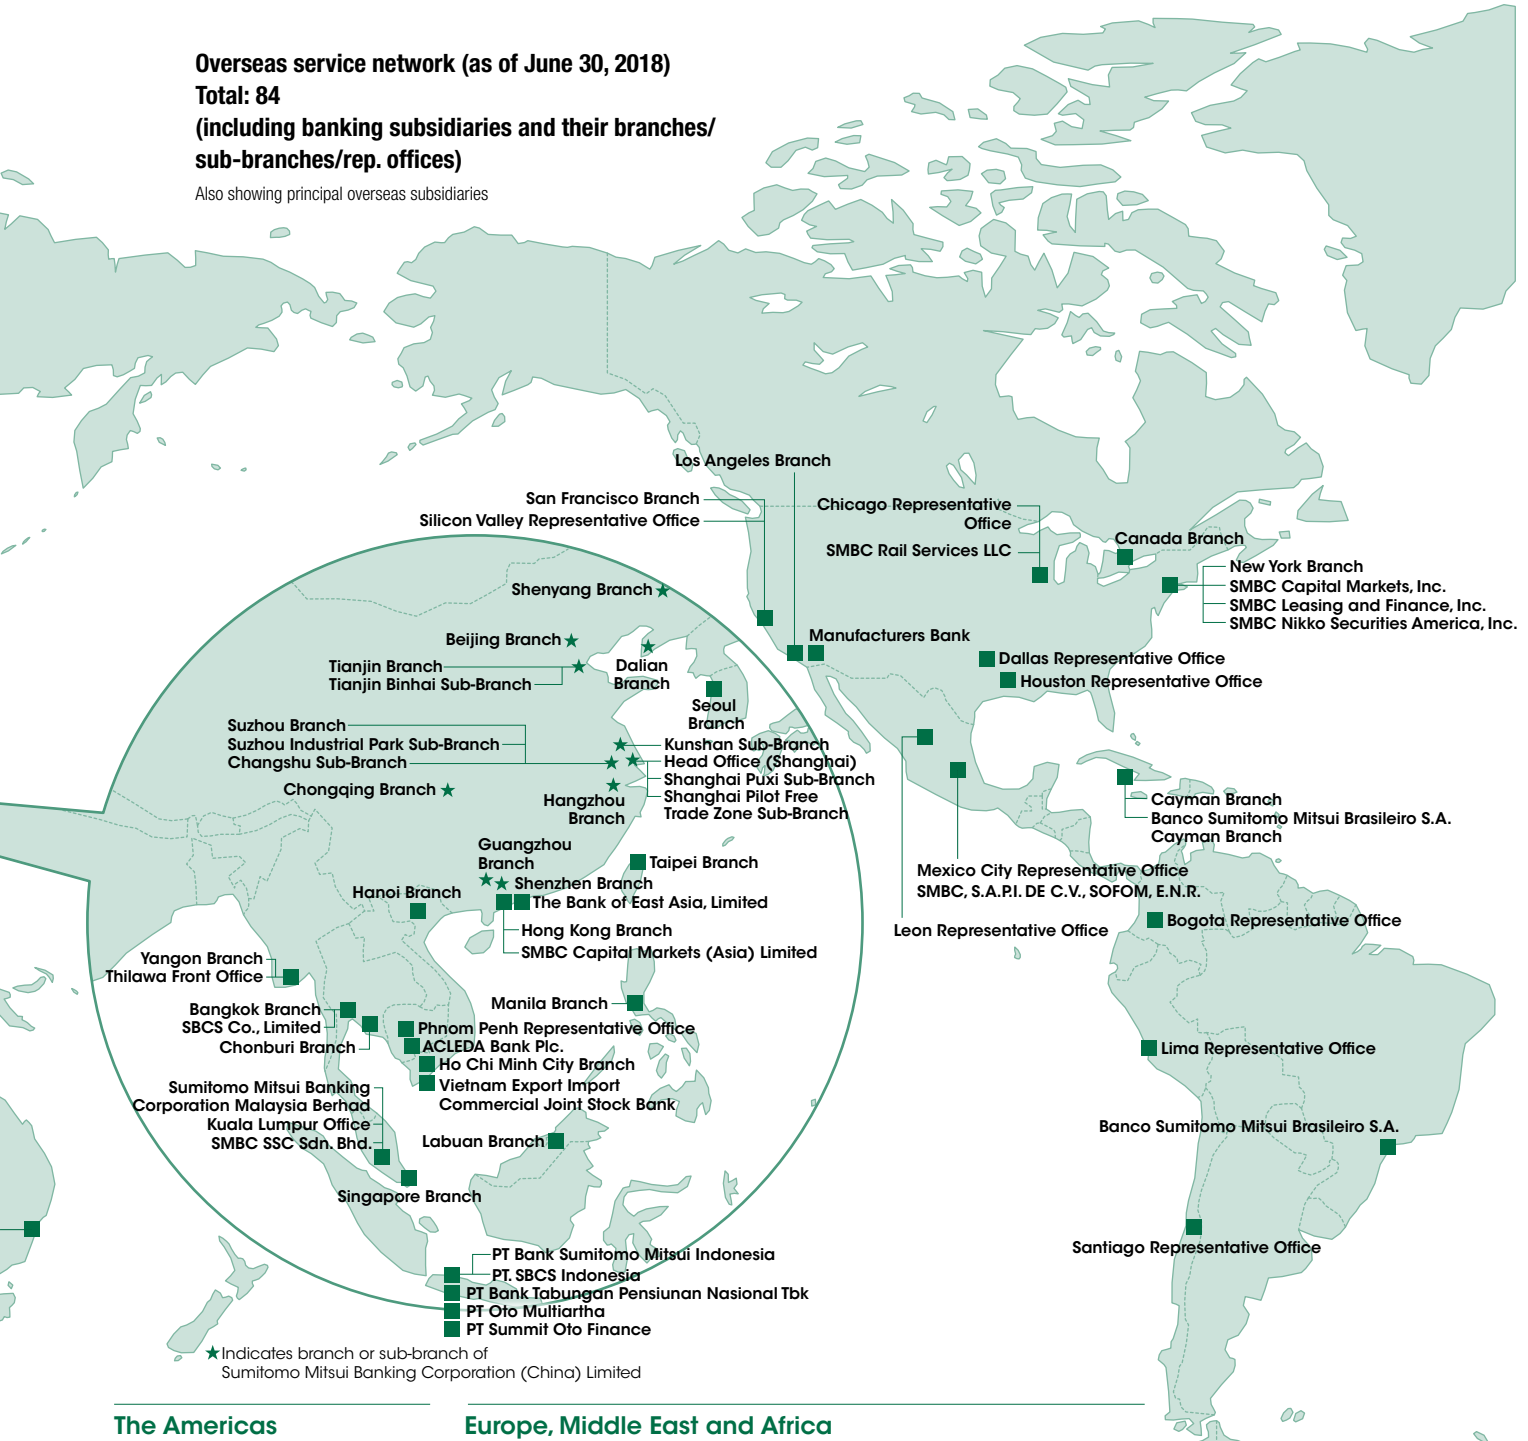 Overseas service network (as of June 30, 2018)
Total: 84
(including banking subsidiaries and their branches/
sub-branches/rep. offices)
Also showing principal overseas subsidiaries
Los Angeles Branch
San Francisco Branch
Silicon Valley Representative Office
Chicago Representative
Office
SMBC Rail Services LLC
Canada Branch
New York Branch
SMBC Capital Markets, Inc.
SMBC Leasing and Finance, Inc.
SMBC Nikko Securities America, Inc.
Manufacturers Bank
Dallas Representative Office
Houston Representative Office
Shenyang Branch
Beijing Branch
Tianjin Branch
Tianjin Binhai Sub-Branch
Dalian
Branch
Seoul
Branch
Suzhou Branch
Suzhou Industrial Park Sub-Branch
Changshu Sub-Branch
Kunshan Sub-Branch
Head Office (Shanghai)
Shanghai Puxi Sub-Branch
Shanghai Pilot Free
Trade Zone Sub-Branch
Chongqing Branch
Hangzhou
Branch
Guangzhou
Branch
Taipei Branch
Shenzhen Branch
Hanoi Branch
The Bank of East Asia, Limited
Hong Kong Branch
SMBC Capital Markets (Asia) Limited
Yangon Branch
Thilawa Front Office
Manila Branch
Bangkok Branch
SBCS Co., Limited
Chonburi Branch
Phnom Penh Representative Office
ACLEDA Bank Plc.
Ho Chi Minh City Branch
Vietnam Export Import
Commercial Joint Stock Bank
Sumitomo Mitsui Banking
Corporation Malaysia Berhad
Kuala Lumpur Office
SMBC SSC Sdn. Bhd.
Labuan Branch
Singapore Branch
PT Bank Sumitomo Mitsui Indonesia
PT. SBCS Indonesia
PT Bank Tabungan Pensiunan Nasional Tbk
PT Oto Multiartha
PT Summit Oto Finance
Cayman Branch
Banco Sumitomo Mitsui Brasileiro S.A.
Cayman Branch
Mexico City Representative Office
SMBC, S.A.P.I. DE C.V., SOFOM, E.N.R.
Leon Representative Office
Bogota Representative Office
Lima Representative Office
Banco Sumitomo Mitsui Brasileiro S.A.
Santiago Representative Office
★Indicates branch or sub-branch of
Sumitomo Mitsui Banking Corporation (China) Limited
The Americas
Europe, Middle East and Africa